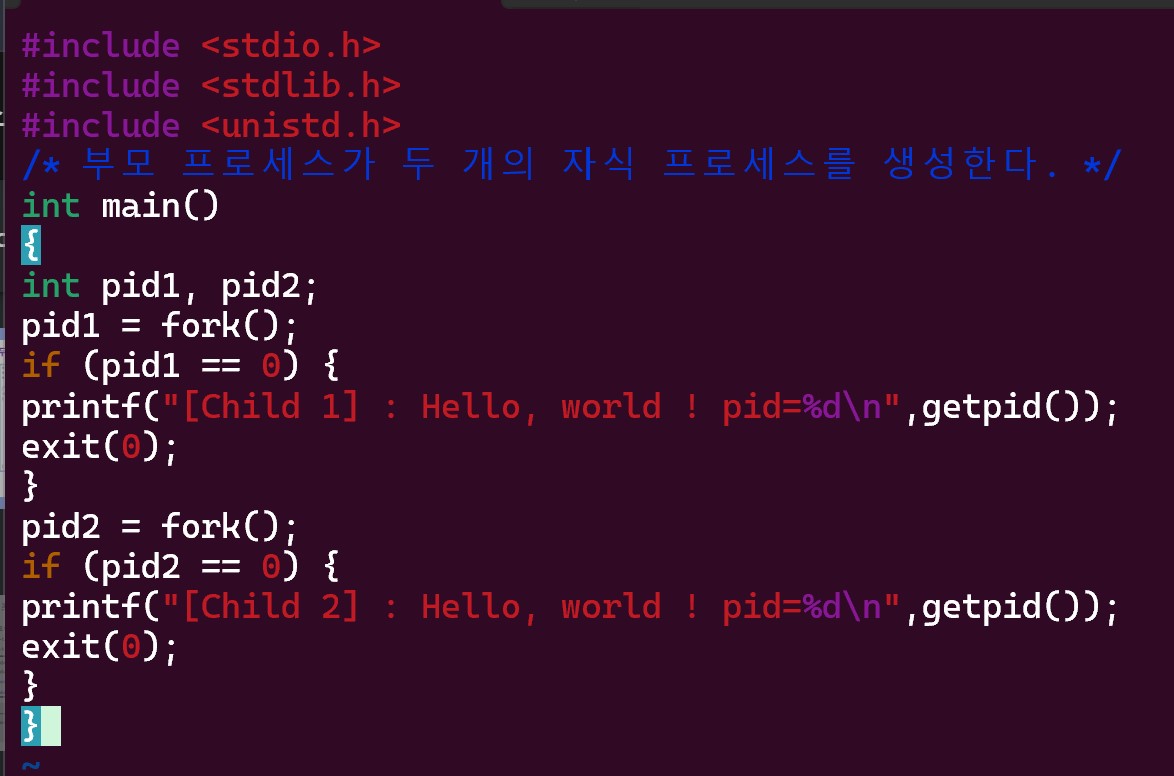 #include <stdio.h>
#include <stdlib.h>
#include <unistd.h>
/* 부모 프로세스가 두 개의 자식 프로세스를 생성한다. */
int main()
{
int pid1, pid2;
pid1 = fork();
if (pid1 == 0) {
printf("[Child 1] : Hello, world ! pid=%d\n",getpid());
exit(0);
}
pid2 = fork();
if (pid2 == 0) {
printf("[Child 2] : Hello, world ! pid=%d\n",getpid());
exit(0);
}
}
~